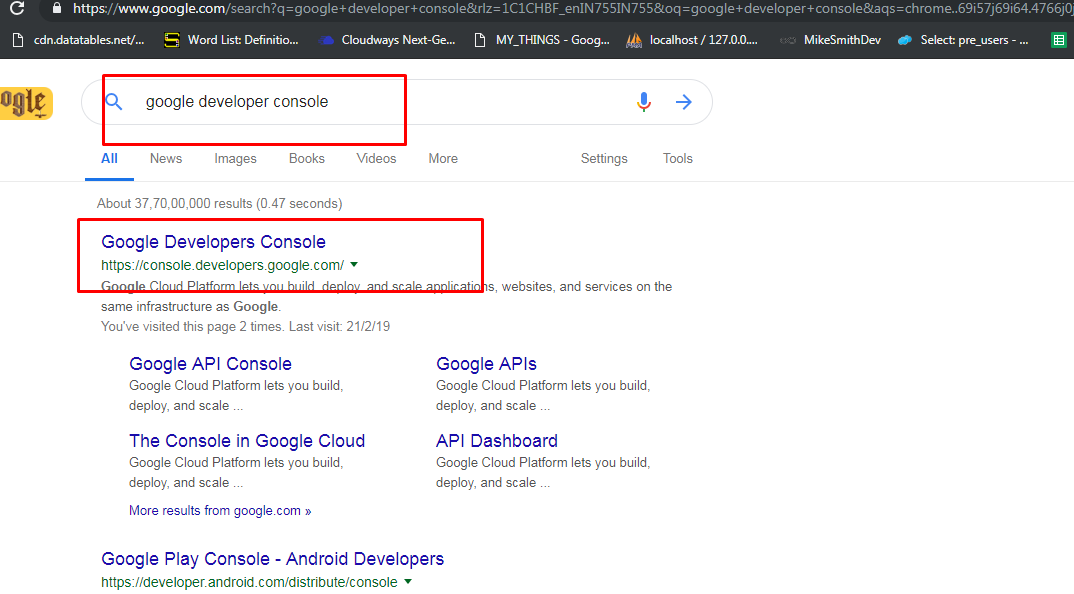 https://www.google.com/search?q=google+developer+console&rlz=1C1CHBF_enIN755IN755&oq=google+developer+console&aqs=chrome..69i57j69i64.4766j0j
cdn.datatables.net/... Word List: Definitio... Cloudways Next-Ge... MY_THINGS - Goog... localhost / 127.0.0.... MikeSmithDev Select: pre_users - ...
ogle google developer console
All News Images Books Videos More Settings Tools
About 37,70,00,000 results (0.47 seconds)
Google Developers Console
https://console.developers.google.com/
Google Cloud Platform lets you build, deploy, and scale applications, websites, and services on the
same infrastructure as Google.
You've visited this page 2 times. Last visit: 21/2/19
Google API Console Google APIs
Google Cloud Platform lets you build, Google Cloud Platform lets you build,
deploy, and scale ... deploy, and scale ...
The Console in Google Cloud API Dashboard
Google Cloud Platform lets you build, Google Cloud Platform lets you build,
deploy, and scale ... deploy, and scale ...
More results from google.com »
Google Play Console - Android Developers
https://developer.android.com/distribute/console